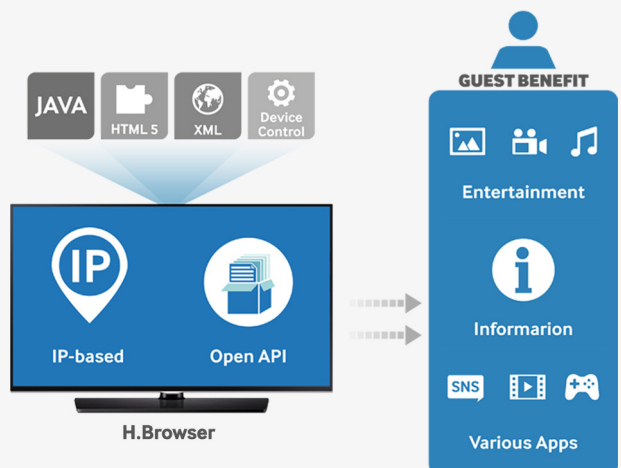 JAVA
HTML 5
XML
Device
Control
IP
IP-based
Open API
H.Browser
GUEST BENEFIT
Entertainment
i
Informarion
SNS
Various Apps